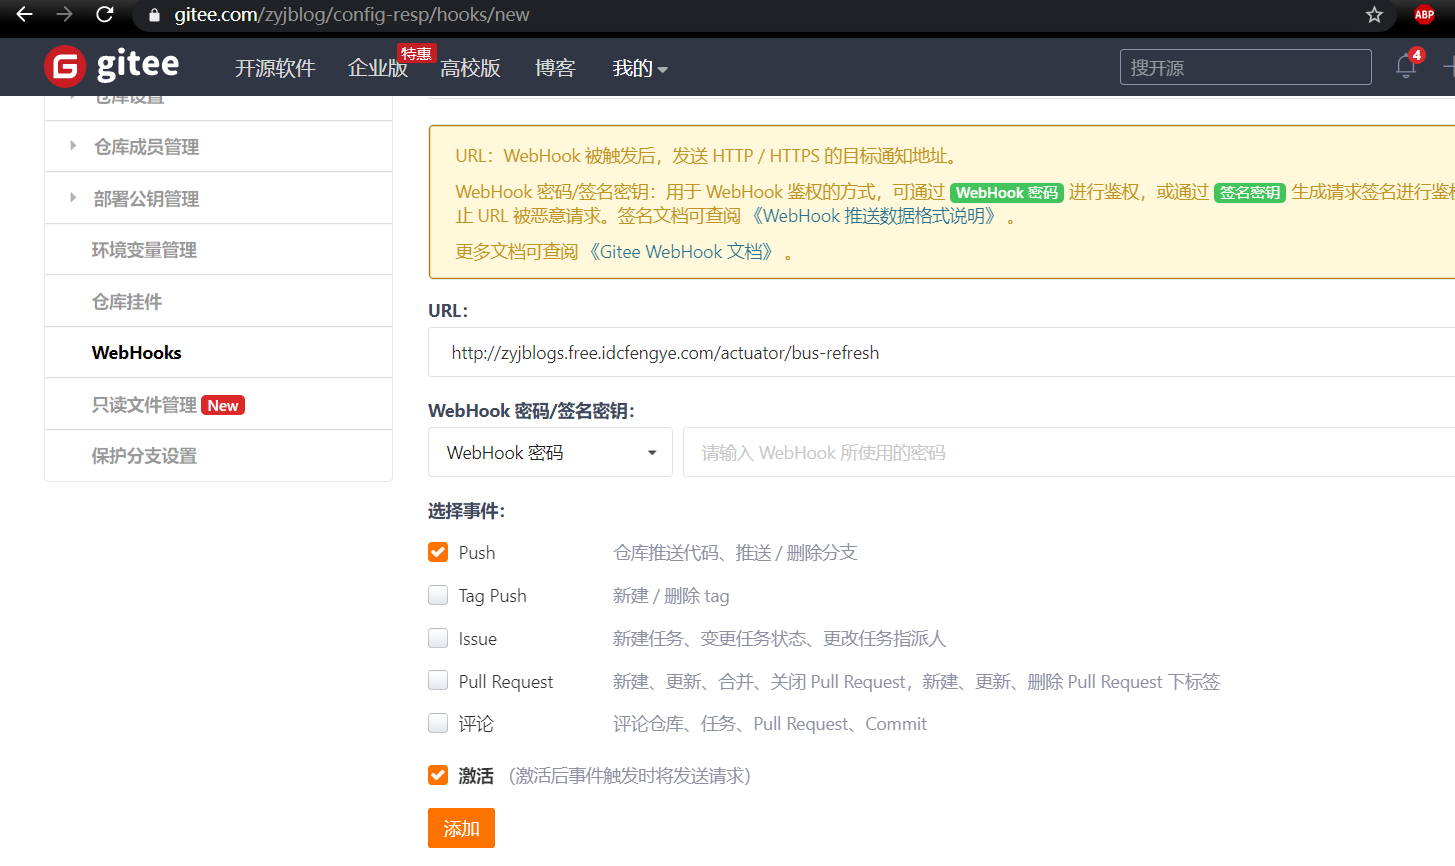 gitee.com/zyjblog/config-resp/hooks/new
ABP
gitee
开源软件
企业版
特惠
高校版
博客
我的
搜开源
4
仓库设置
仓库成员管理
部署公钥管理
环境变量管理
仓库挂件
WebHooks
只读文件管理 New
保护分支设置
URL：WebHook 被触发后，发送 HTTP / HTTPS 的目标通知地址。
WebHook 密码/签名密钥：用于 WebHook 鉴权的方式，可通过 WebHook 密码 进行鉴权，或通过 签名密钥 生成请求签名进行鉴权
止 URL 被恶意请求。签名文档可查阅《WebHook 推送数据格式说明》。
更多文档可查阅《Gitee WebHook 文档》。
URL：
http://zyjblogs.free.idcfengye.com/actuator/bus-refresh
WebHook 密码/签名密钥：
WebHook 密码
请输入 WebHook 所使用的密码
选择事件：
Push 仓库推送代码、推送 / 删除分支
Tag Push 新建 / 删除 tag
Issue 新建任务、变更任务状态、更改任务指派人
Pull Request 新建、更新、合并、关闭 Pull Request，新建、更新、删除 Pull Request 下标签
评论 评论仓库、任务、Pull Request、Commit
激活 （激活后事件触发时将发送请求）
添加